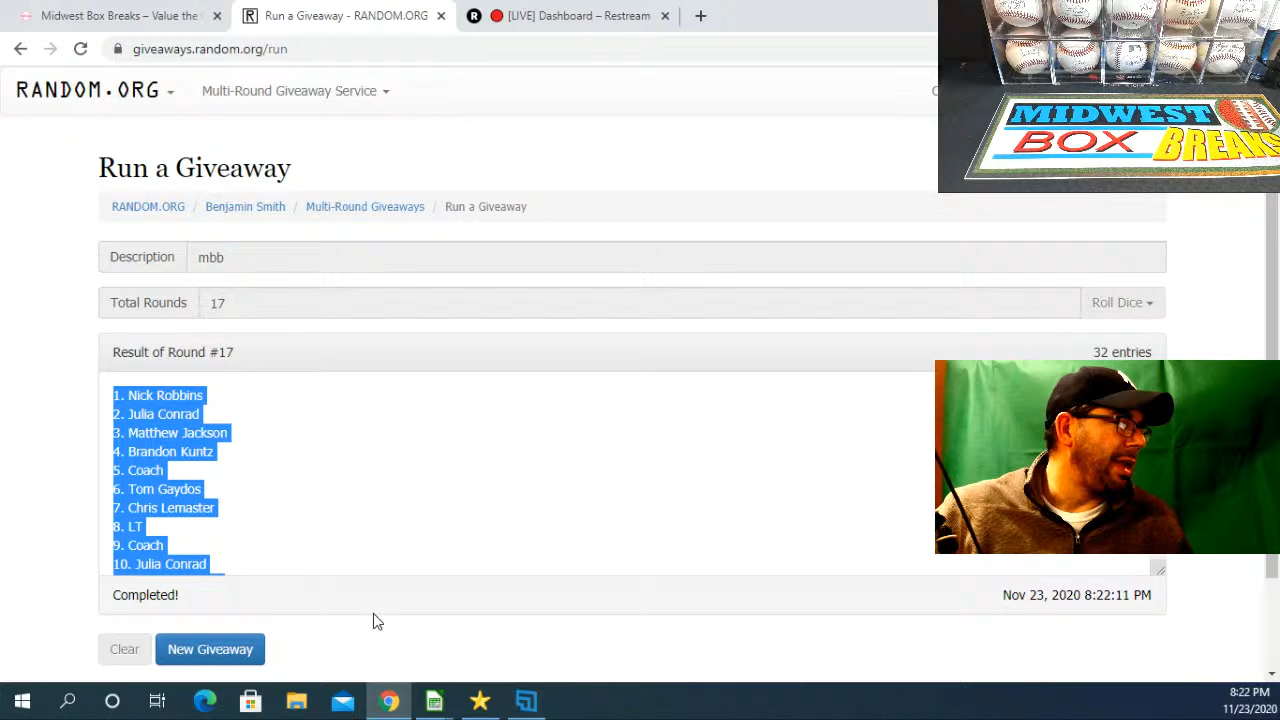 Midwest Box Breaks – Value the
Run a Giveaway - RANDOM.ORG
[LIVE] Dashboard – Restream
giveaways.random.org/run
RANDOM.ORG
Multi-Round Giveaway Service
MIDWEST
BOX BREAKS
Run a Giveaway
RANDOM.ORG / Benjamin Smith / Multi-Round Giveaways / Run a Giveaway
Description mbb
Total Rounds 17 Roll Dice
Result of Round #17 32 entries
1. Nick Robbins
2. Julia Conrad
3. Matthew Jackson
4. Brandon Kuntz
5. Coach
6. Tom Gaydos
7. Chris Lemaster
8. LT
9. Coach
10. Julia Conrad
Completed! Nov 23, 2020 8:22:11 PM
Clear New Giveaway
8:22 PM
11/23/2020